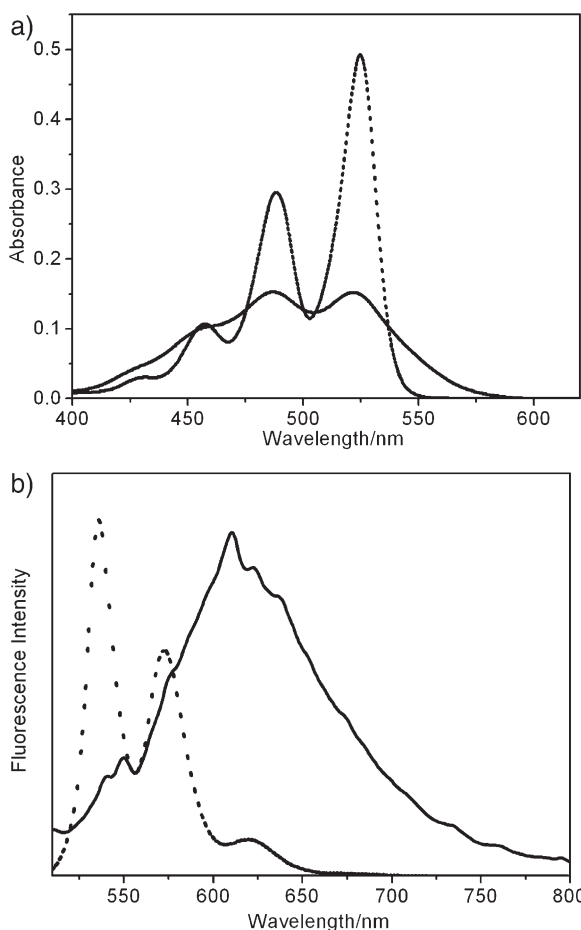 a)
0.5
0.4
0.3
0.2
0.1
0.0
Absorbance
400 450 500 550 600
Wavelength/nm
b)
Fluorescence Intensity
550 600 650 700 750 800
Wavelength/nm